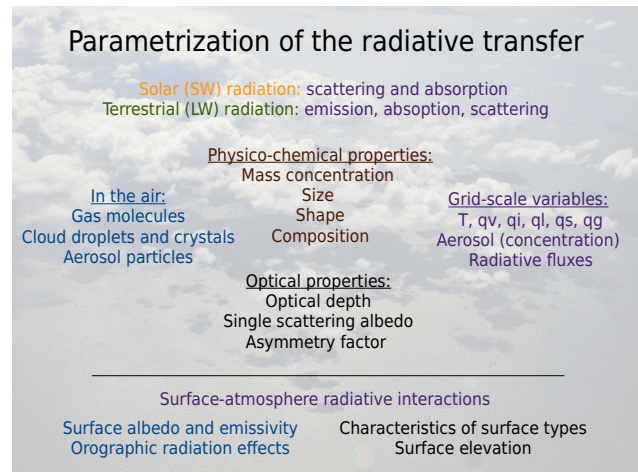 Parametrization of the radiative transfer
Solar (SW) radiation: scattering and absorption
Terrestrial (LW) radiation: emission, absoption, scattering
Physico-chemical properties:
Mass concentration
Size
Shape
Composition
In the air:
Gas molecules
Cloud droplets and crystals
Aerosol particles
Grid-scale variables:
T, qv, qi, ql, qs, qg
Aerosol (concentration)
Radiative fluxes
Optical properties:
Optical depth
Single scattering albedo
Asymmetry factor
Surface-atmosphere radiative interactions
Surface albedo and emissivity
Orographic radiation effects
Characteristics of surface types
Surface elevation